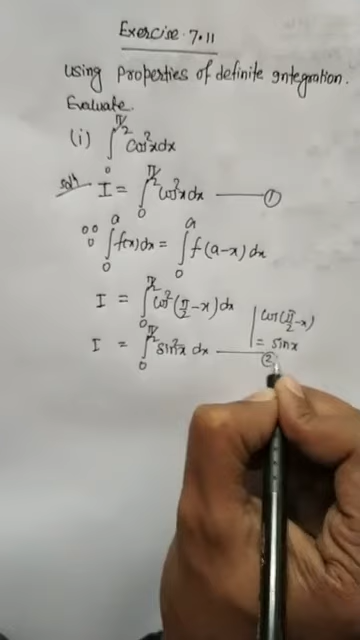 Exercise 7.11
using Properties of definite Integration.
Evaluate.
(i) ∫₀^(π/2) cos²x dx
Soln I = ∫₀^(π/2) cos²x dx —— ①
∵ ∫₀^a f(x) dx = ∫₀^a f(a-x) dx
I = ∫₀^(π/2) cos²(π/2 - x) dx | cos(π/2 - x)
I = ∫₀^(π/2) sin²x dx —— ② | = sin x